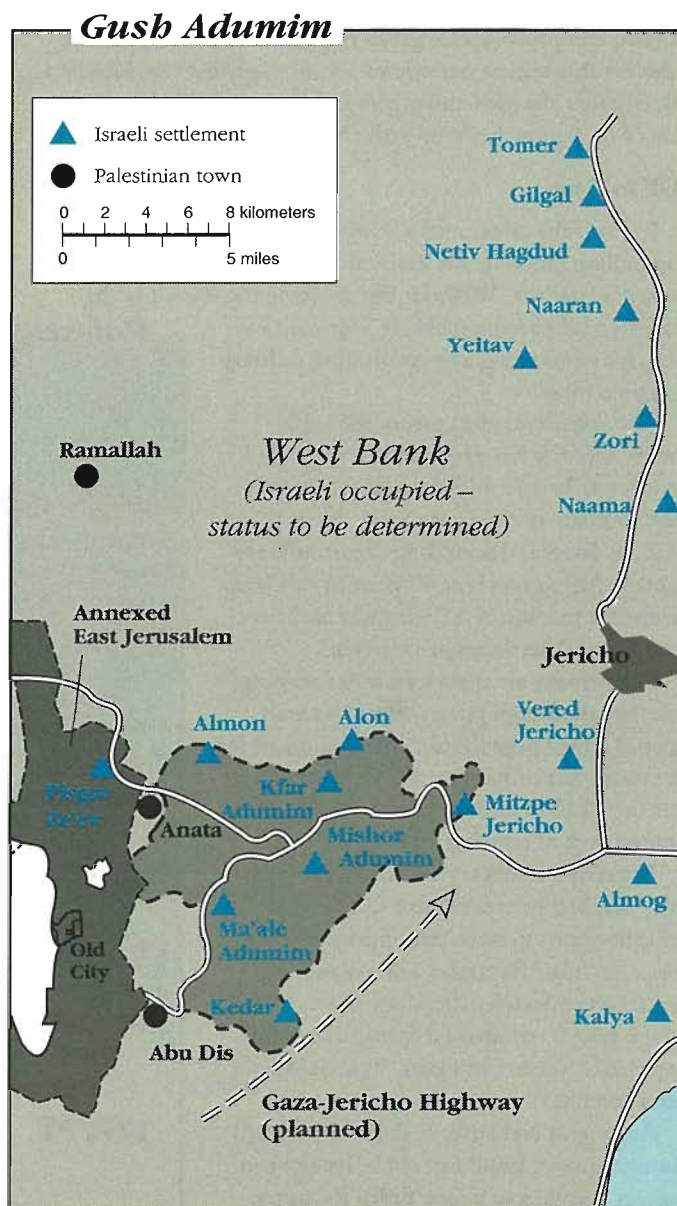 Gush Adumim
Israeli settlement
Palestinian town
0 2 4 6 8 kilometers
0 5 miles
Tomer
Gilgal
Netiv Hagdud
Naaran
Yeitav
Zori
Ramallah
West Bank
(Israeli occupied –
status to be determined)
Naama
Annexed
East Jerusalem
Jericho
Almon
Alon
Vered
Jericho
Pisgat
Ze'ev
Kfar
Adumim
Anata
Mitzpe
Jericho
Mishor
Adumim
Almog
Ma'ale
Adumim
Old
City
Kedar
Kalya
Abu Dis
Gaza-Jericho Highway
(planned)